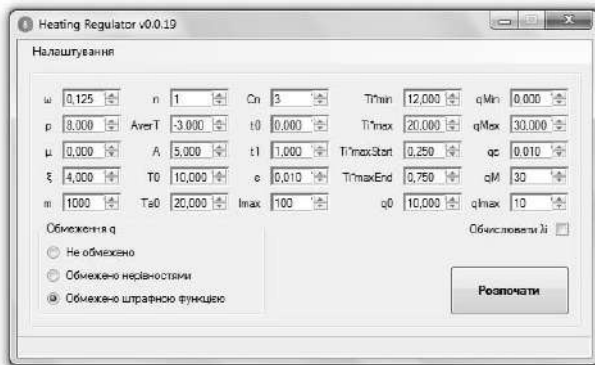 Heating Regulator v0.0.19
Налаштування
ω 0,125 n 1 Cn 3 Ti*min 12,000 qMin 0,000
ρ 8,000 AverT -3,000 t0 0,000 Ti*max 20,000 qMax 30,000
μ 0,000 A 5,000 t1 1,000 Ti*maxStart 0,250 qε 0,010
ξ 4,000 T0 10,000 ε 0,010 Ti*maxEnd 0,750 qM 30
m 1000 Ta0 20,000 Imax 100 q0 10,000 qImax 10
Обмеження q Обчислювати λi
Не обмежено
Обмежено нерівностями
Обмежено штрафною функцією
Розпочати